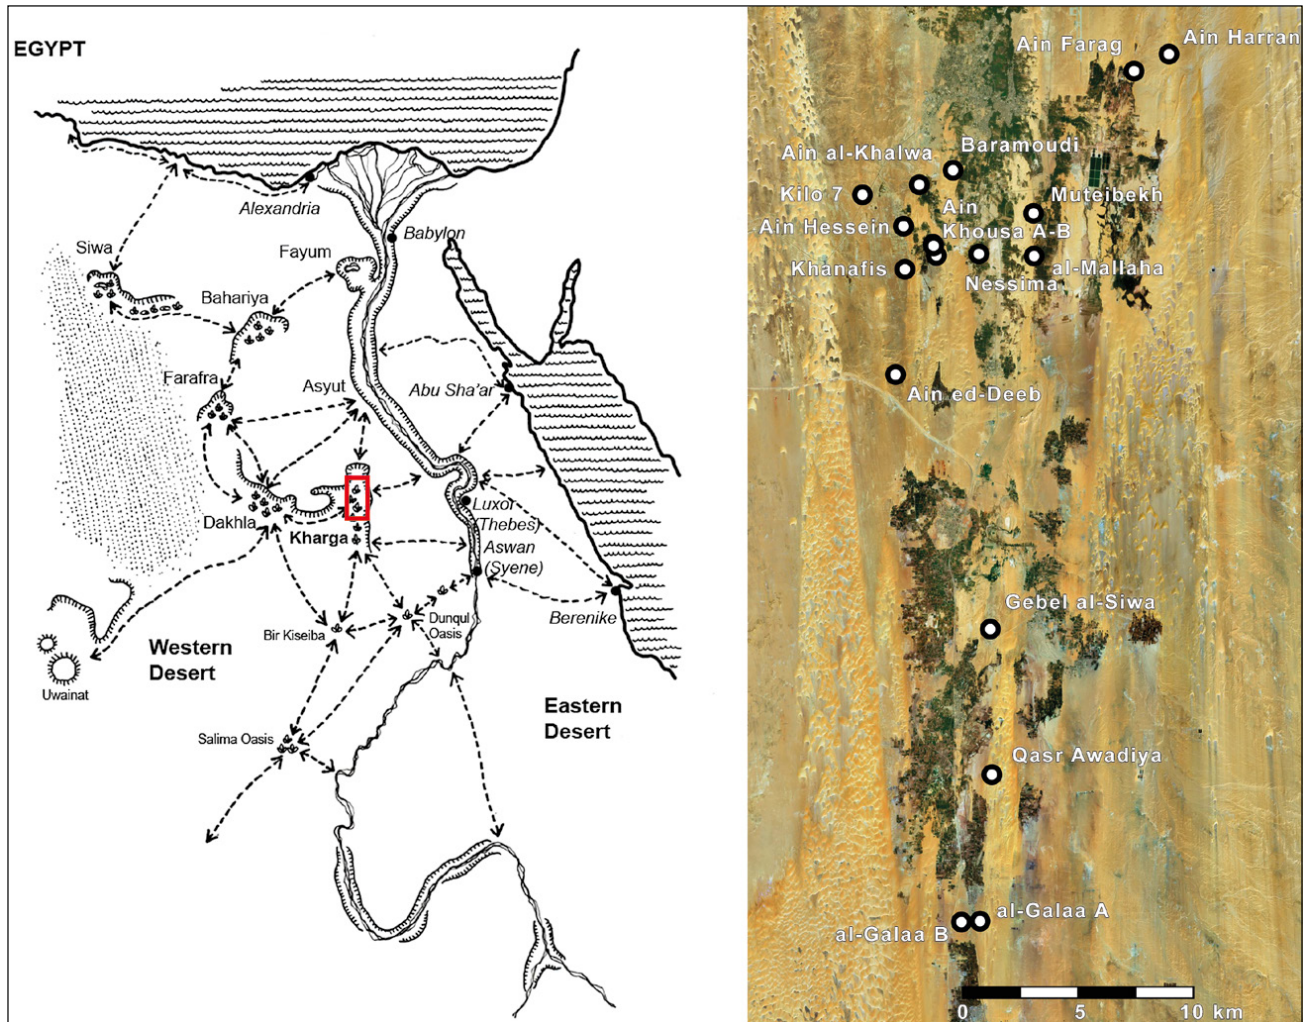 EGYPT
Alexandria
Babylon
Siwa
Fayum
Bahariya
Farafra
Asyut
Abu Sha'ar
Dakhla
Kharga
Luxor
(Thebes)
Aswan
(Syene)
Berenike
Bir Kiseiba
Dunqul
Oasis
Western
Desert
Uwainat
Eastern
Desert
Salima Oasis
Ain Farag
Ain Harran
Ain al-Khalwa
Baramoudi
Kilo 7
Ain
Khousa A-B
Muteibekh
Ain Hessein
Khanafis
Nessima
al-Mallaha
Ain ed-Deeb
Gebel al-Siwa
Qasr Awadiya
al-Galaa A
al-Galaa B
0 5 10 km